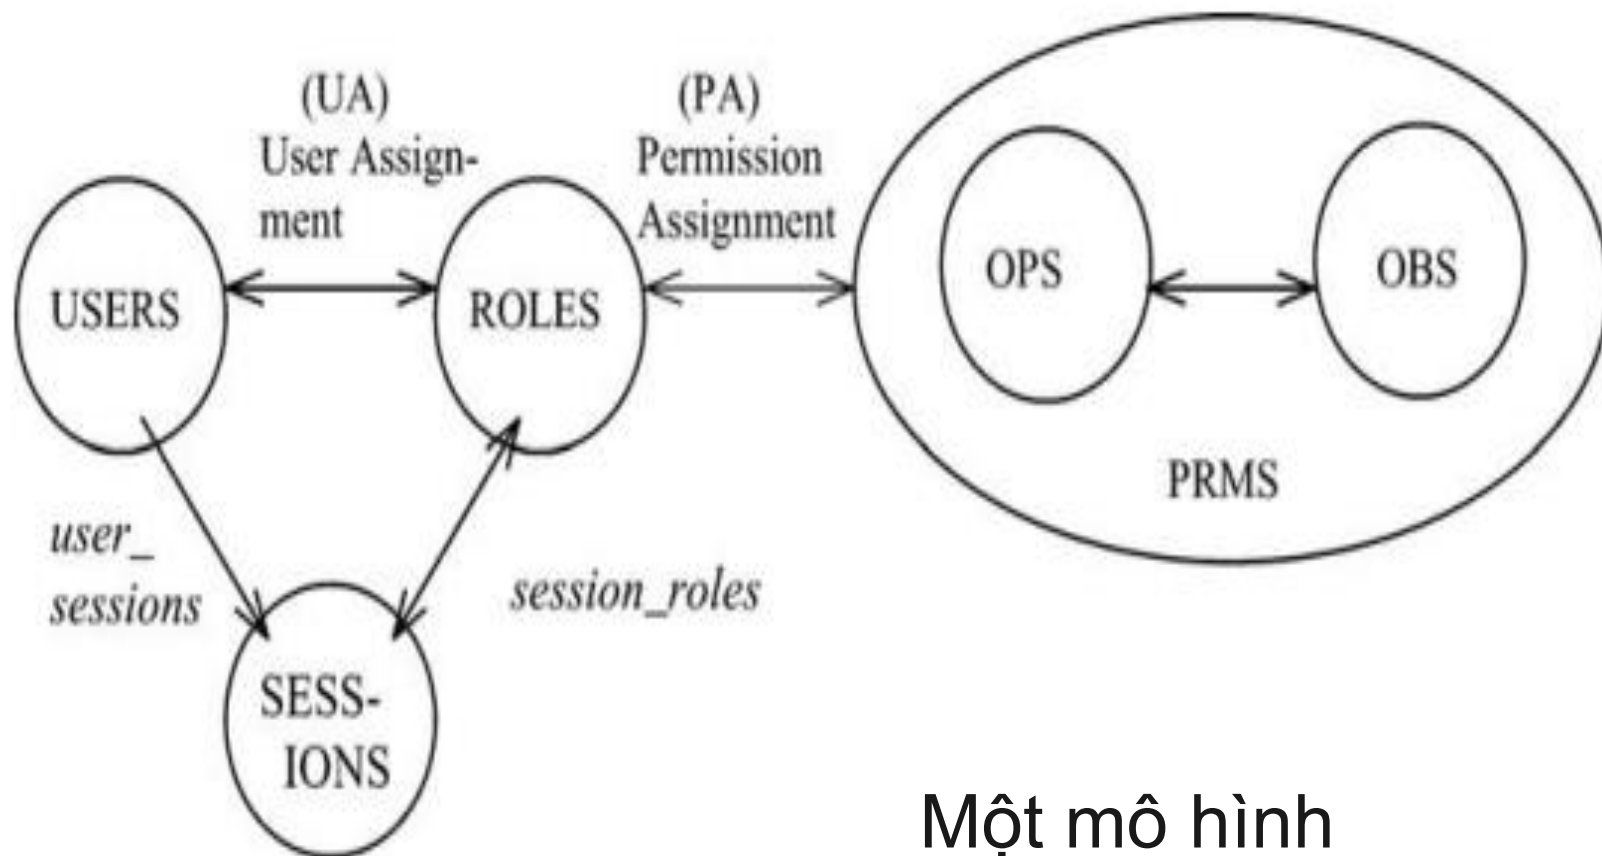 (UA)
User Assign-
ment
(PA)
Permission
Assignment
USERS
ROLES
OPS
OBS
PRMS
user_
sessions
session_roles
SESS-
IONS
Một mô hình